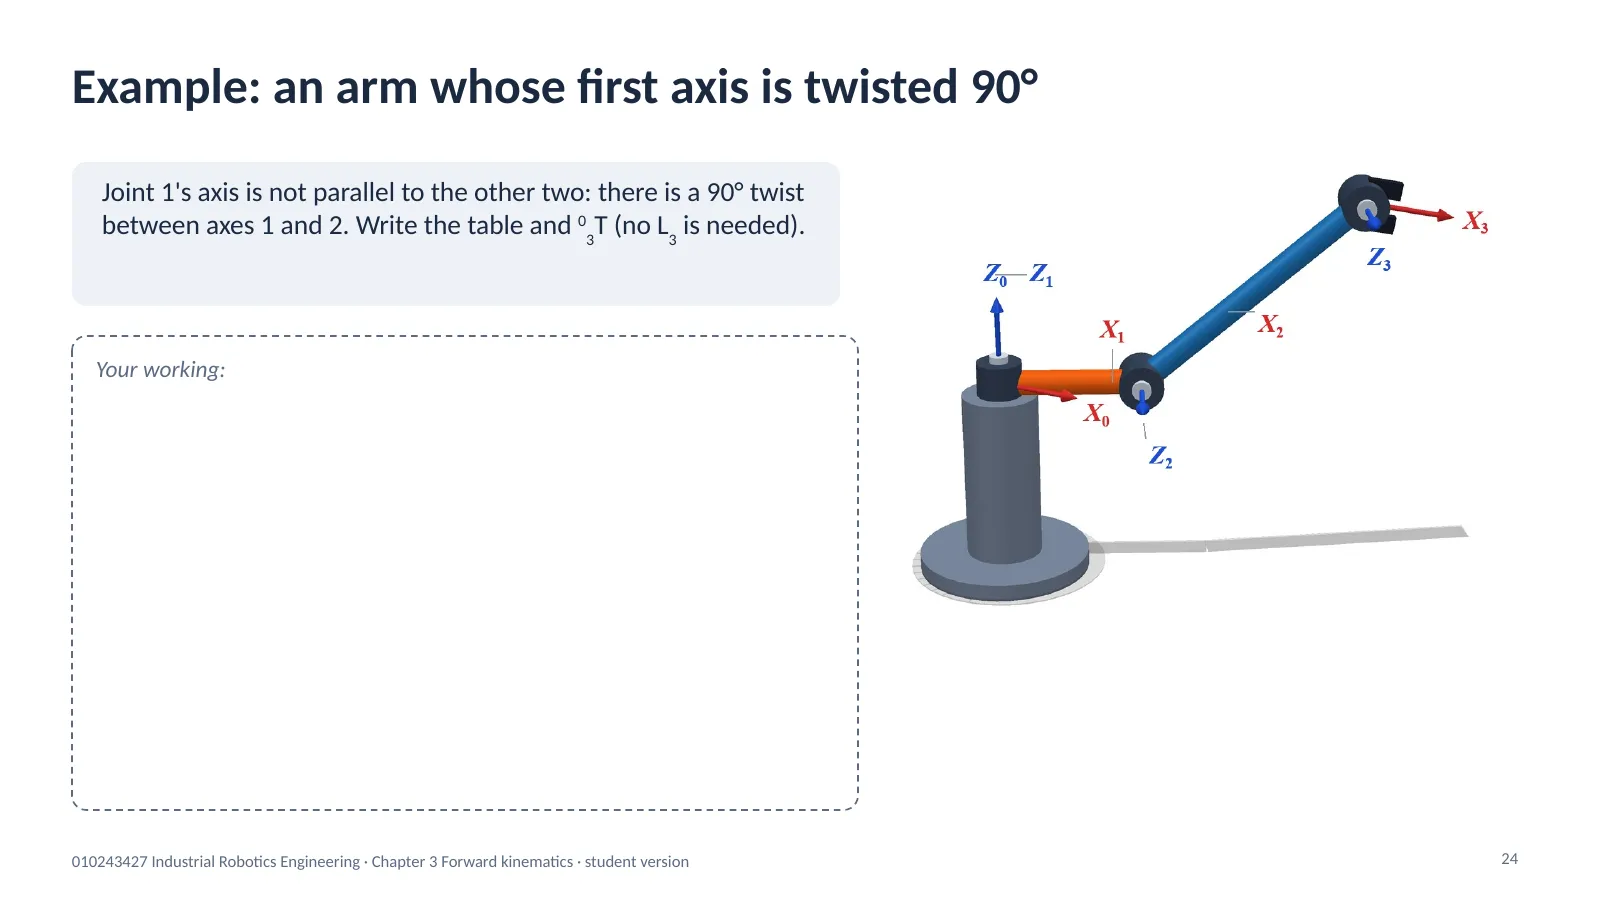 Example: an arm whose first axis is twisted 90°
Joint 1's axis is not parallel to the other two: there is a 90° twist
between axes 1 and 2. Write the table and ⁰₃T (no L₃ is needed).
Your working:
Z₀ Z₁
X₁
X₀
Z₂
X₂
X₃
Z₃
010243427 Industrial Robotics Engineering · Chapter 3 Forward kinematics · student version
24